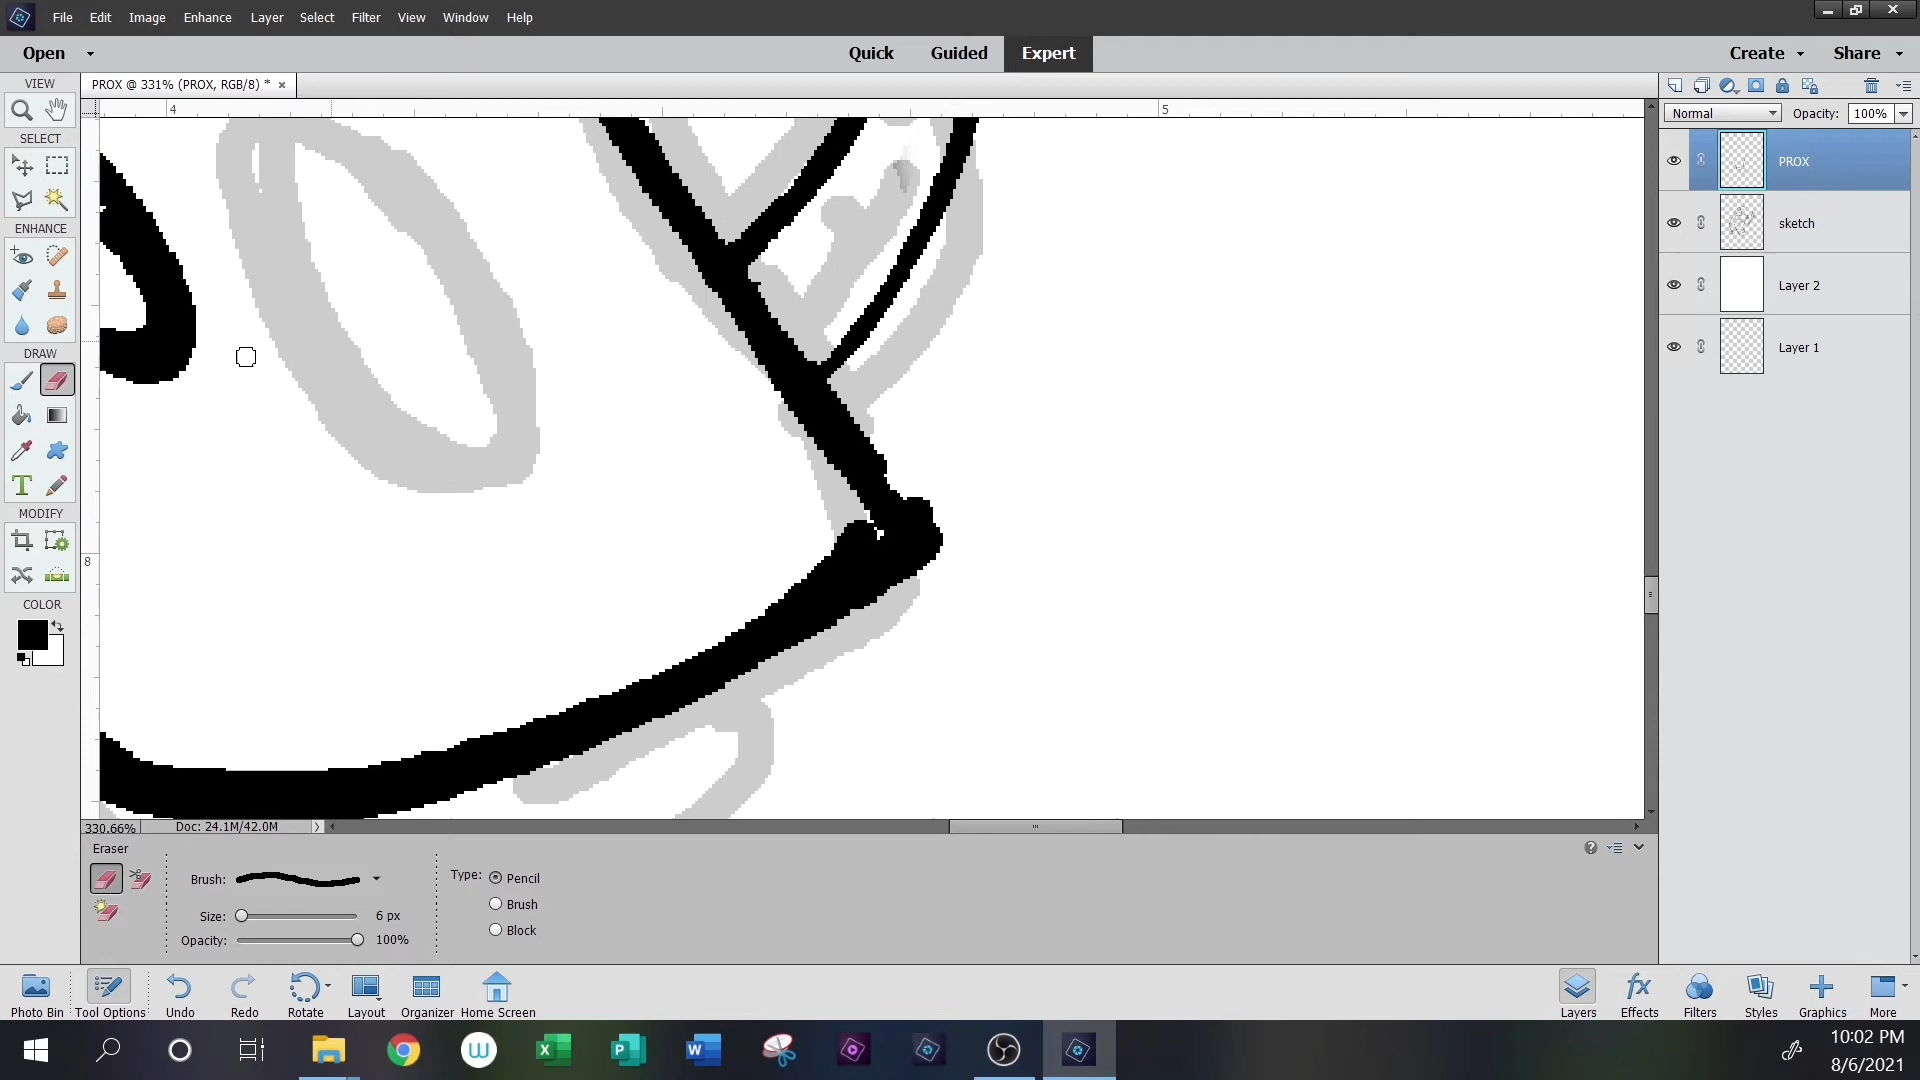 File Edit Image Enhance Layer Select Filter View Window Help
Open Quick Guided Expert Create Share
VIEW
PROX @ 331% (PROX, RGB/8) * ×
4 5
Normal Opacity: 100%
SELECT
PROX
sketch
ENHANCE
Layer 2
DRAW
Layer 1
T
MODIFY
8
COLOR
330.66% Doc: 24.1M/42.0M
Eraser
Brush: Type: Pencil
Brush
Size: 6 px
Block
Opacity: 100%
Photo Bin Tool Options Undo Redo Rotate Layout Organizer Home Screen Layers Effects Filters Styles Graphics More
10:02 PM
8/6/2021